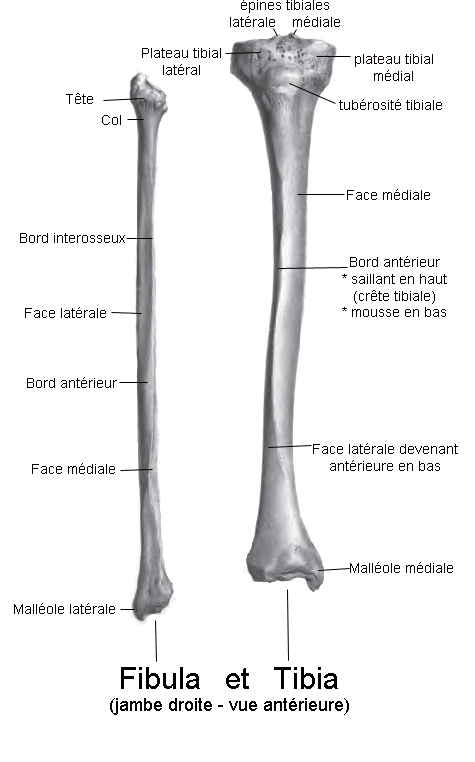 épines tibiales
latérale médiale
Plateau tibial
latéral
plateau tibial
médial
Tête
tubérosité tibiale
Col
Face médiale
Bord interosseux
Bord antérieur
* saillant en haut
(crête tibiale)
* mousse en bas
Face latérale
Bord antérieur
Face latérale devenant
antérieure en bas
Face médiale
Malléole médiale
Malléole latérale
Fibula et Tibia
(jambe droite - vue antérieure)